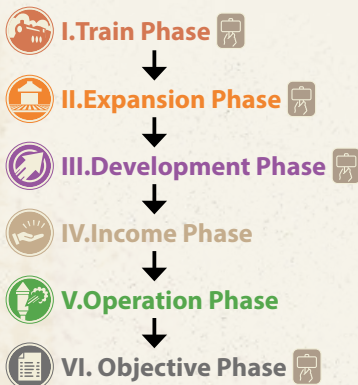 I.Train Phase
II.Expansion Phase
III.Development Phase
IV.Income Phase
V.Operation Phase
VI. Objective Phase